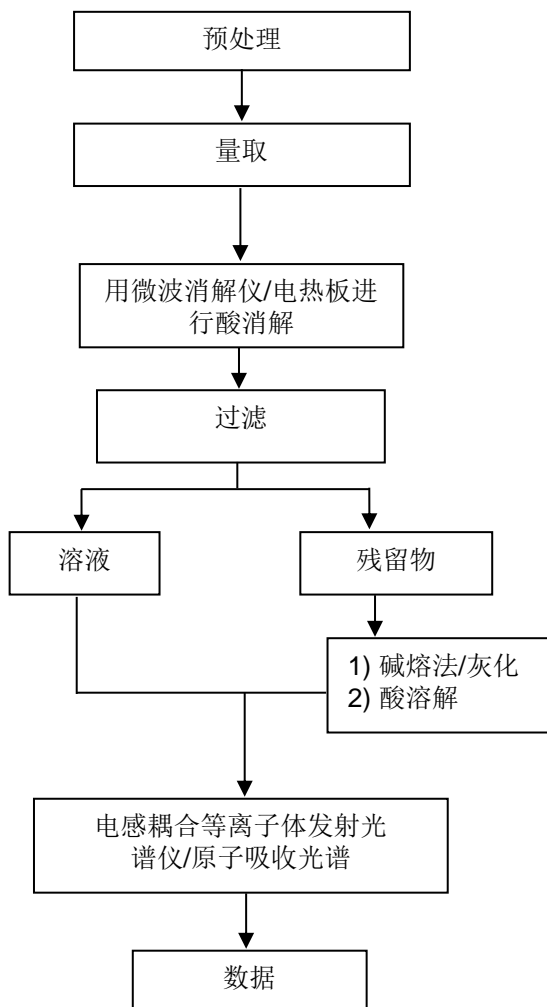 预处理
量取
用微波消解仪/电热板进
行酸消解
过滤
溶液
残留物
1) 碱熔法/灰化
2) 酸溶解
电感耦合等离子体发射光
谱仪/原子吸收光谱
数据